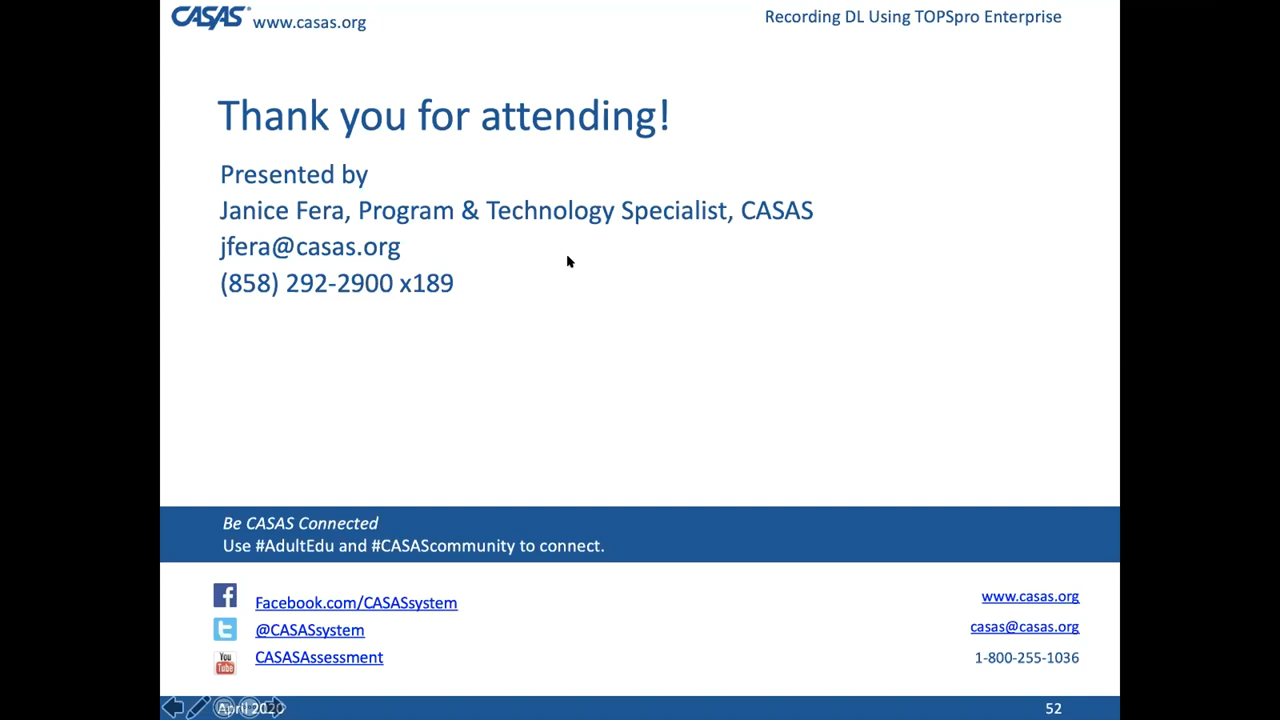 CASAS® www.casas.org
Recording DL Using TOPSpro Enterprise
Thank you for attending!
Presented by
Janice Fera, Program & Technology Specialist, CASAS
jfera@casas.org
(858) 292-2900 x189
Be CASAS Connected
Use #AdultEdu and #CASAScommunity to connect.
Facebook.com/CASASsystem
@CASASsystem
You Tube CASASAssessment
www.casas.org
casas@casas.org
1-800-255-1036
April 2020
52